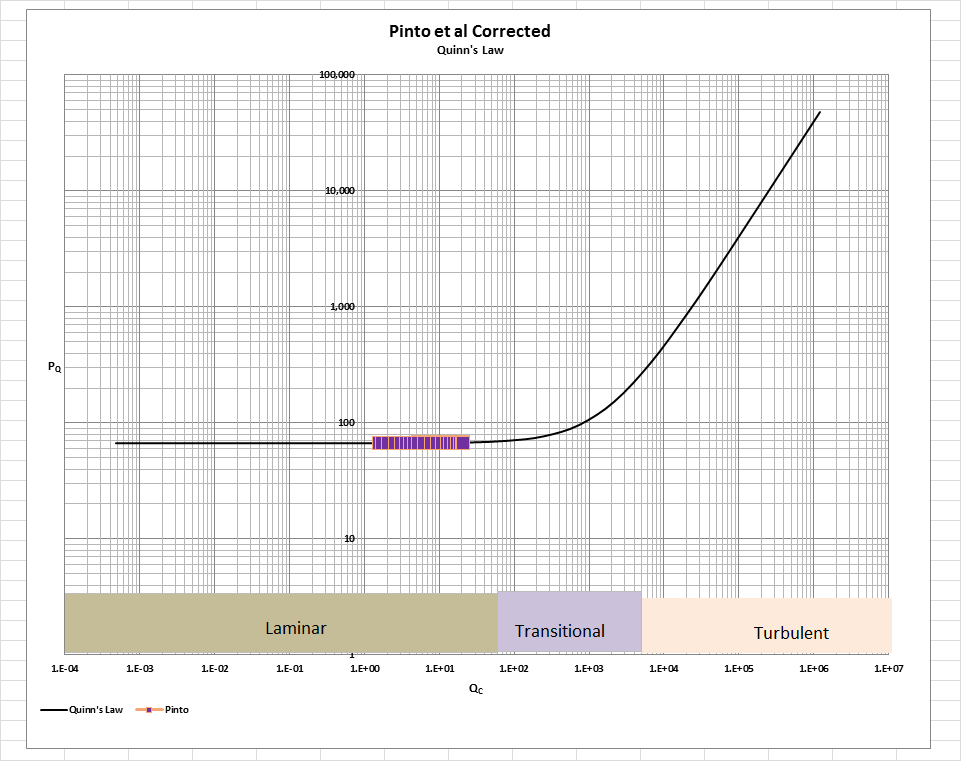 Pinto et al Corrected
Quinn's Law
100,000
10,000
1,000
P_Q
100
10
Laminar
Transitional
Turbulent
1
1.E-04 1.E-03 1.E-02 1.E-01 1.E+00 1.E+01 1.E+02 1.E+03 1.E+04 1.E+05 1.E+06 1.E+07
Q_C
Quinn's Law Pinto